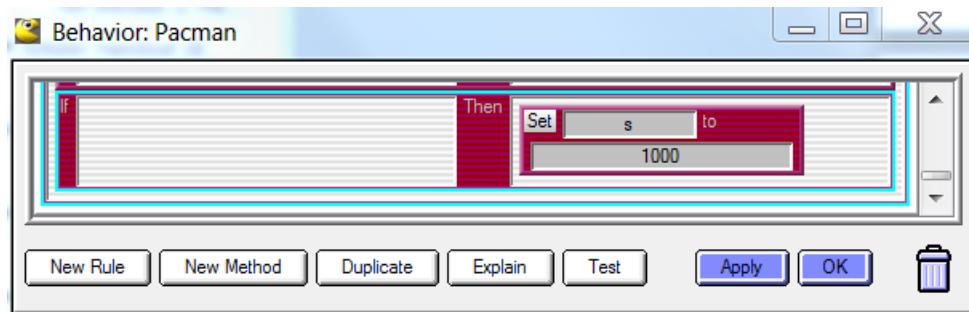 Behavior: Pacman
If Then Set s to
1000
New Rule New Method Duplicate Explain Test Apply OK